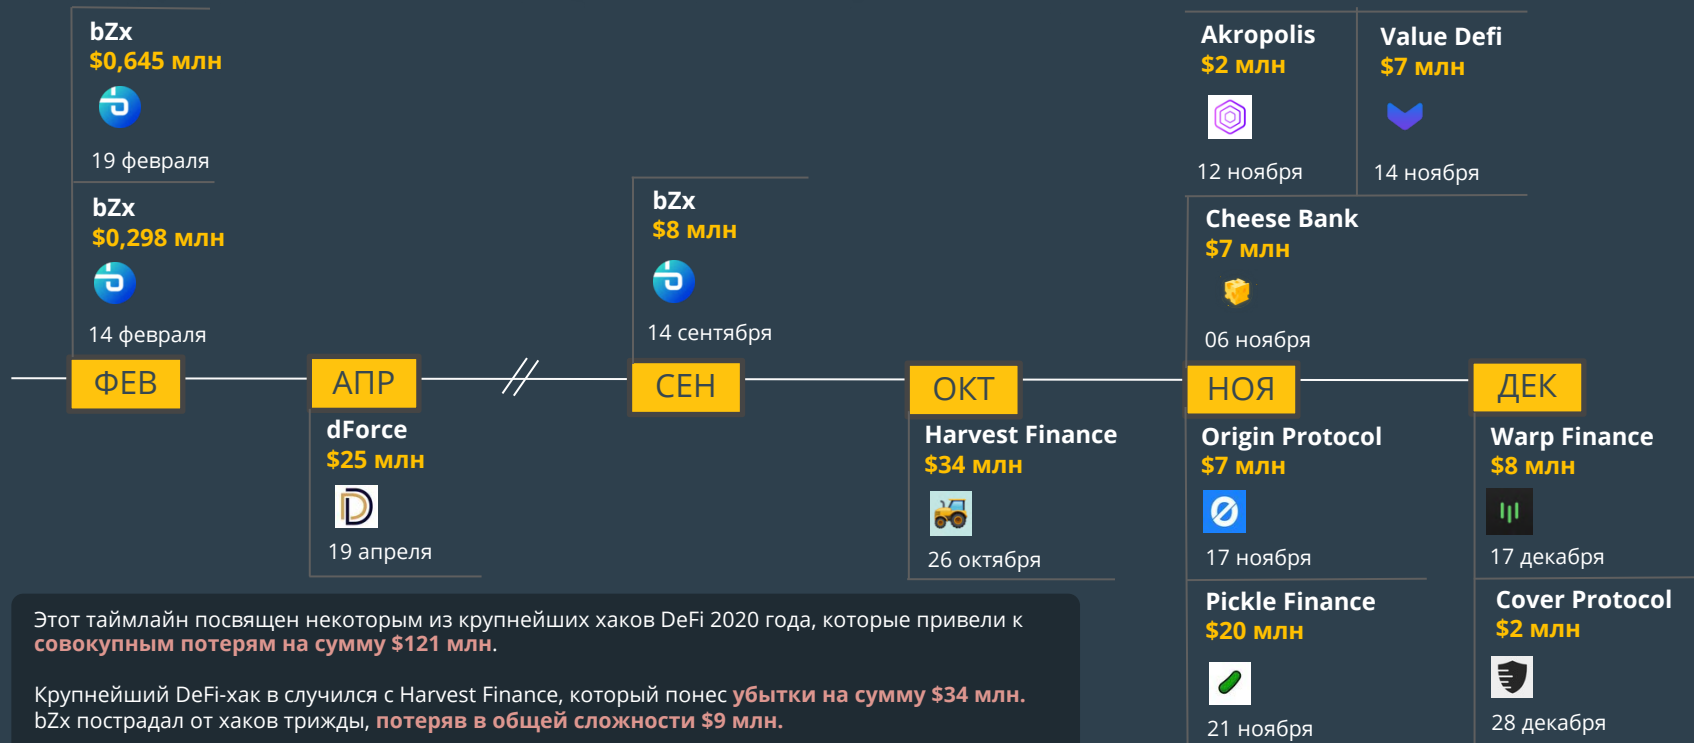 bZx
$0,645 млн
19 февраля
bZx
$0,298 млн
14 февраля
bZx
$8 млн
14 сентября
Akropolis
$2 млн
12 ноября
Value Defi
$7 млн
14 ноября
Cheese Bank
$7 млн
06 ноября
ФЕВ
АПР
СЕН
ОКТ
НОЯ
ДЕК
dForce
$25 млн
19 апреля
Harvest Finance
$34 млн
26 октября
Origin Protocol
$7 млн
17 ноября
Warp Finance
$8 млн
17 декабря
Pickle Finance
$20 млн
21 ноября
Cover Protocol
$2 млн
28 декабря
Этот таймлайн посвящен некоторым из крупнейших хаков DeFi 2020 года, которые привели к
совокупным потерям на сумму $121 млн.
Крупнейший DeFi-хак в случился с Harvest Finance, который понес убытки на сумму $34 млн.
bZx пострадал от хаков трижды, потеряв в общей сложности $9 млн.